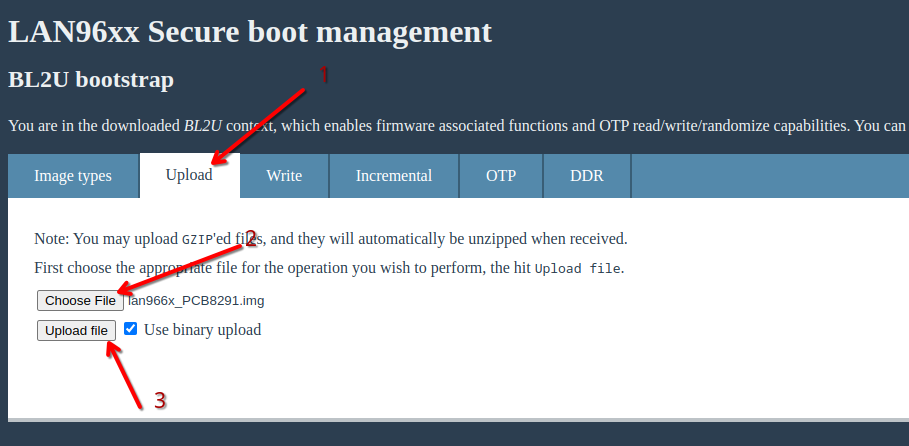 LAN96xx Secure boot management
BL2U bootstrap
1
You are in the downloaded BL2U context, which enables firmware associated functions and OTP read/write/randomize capabilities. You can
Image types Upload Write Incremental OTP DDR
2
Note: You may upload GZIP'ed files, and they will automatically be unzipped when received.
First choose the appropriate file for the operation you wish to perform, the hit Upload file.
Choose File lan966x_PCB8291.img
Upload file Use binary upload
3